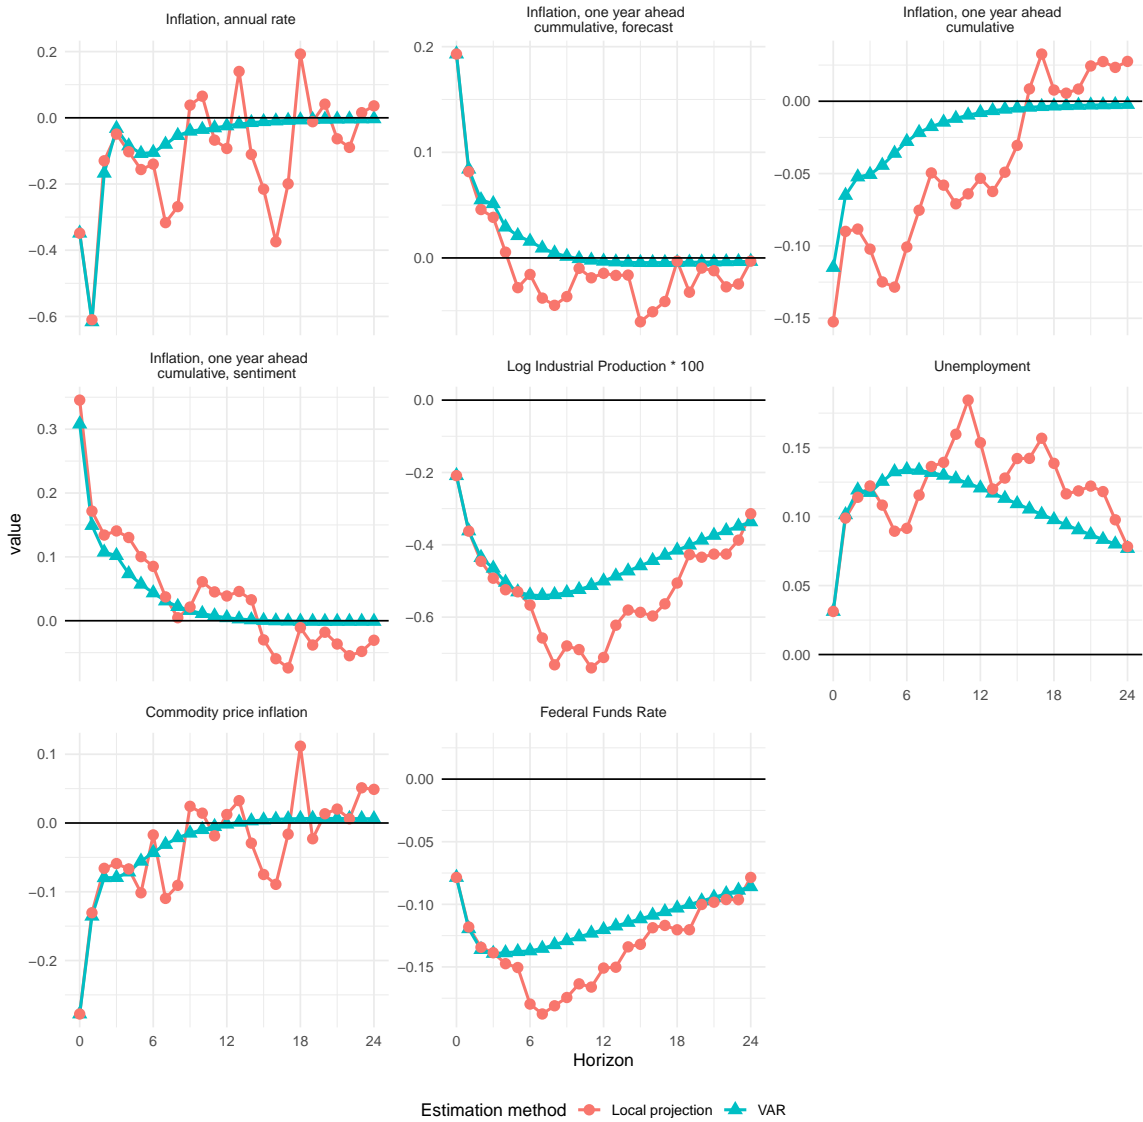 Inflation, annual rate
Inflation, one year ahead
cummulative, forecast
Inflation, one year ahead
cumulative
0.2
0.0
−0.2
−0.4
−0.6
0.2
0.1
0.0
0.00
−0.05
−0.10
−0.15
Inflation, one year ahead
cumulative, sentiment
Log Industrial Production * 100
Unemployment
0.3
0.2
0.1
0.0
0.0
−0.2
−0.4
−0.6
0.15
0.10
0.05
0.00
0 6 12 18 24
value
Commodity price inflation
Federal Funds Rate
0.1
0.0
−0.1
−0.2
0.00
−0.05
−0.10
−0.15
0 6 12 18 24
0 6 12 18 24
Horizon
Estimation method Local projection VAR